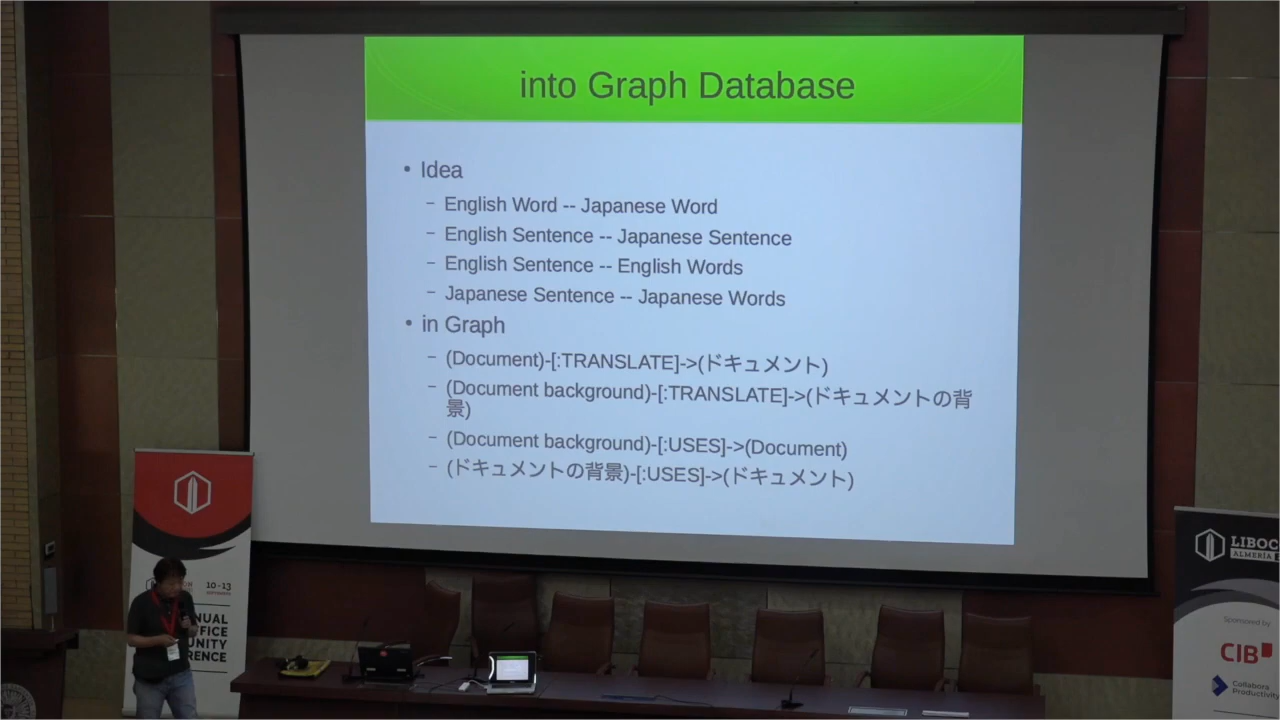 into Graph Database
• Idea
– English Word -- Japanese Word
– English Sentence -- Japanese Sentence
– English Sentence -- English Words
– Japanese Sentence -- Japanese Words
• in Graph
– (Document)-[:TRANSLATE]->(ドキュメント)
– (Document background)-[:TRANSLATE]->(ドキュメントの背
景)
– (Document background)-[:USES]->(Document)
– (ドキュメントの背景)-[:USES]->(ドキュメント)
10-13
NUAL
FFICE
UNITY
RENCE
LIBOC
ALMERÍA
Sponsored by
CIB
Collabora
Productivity